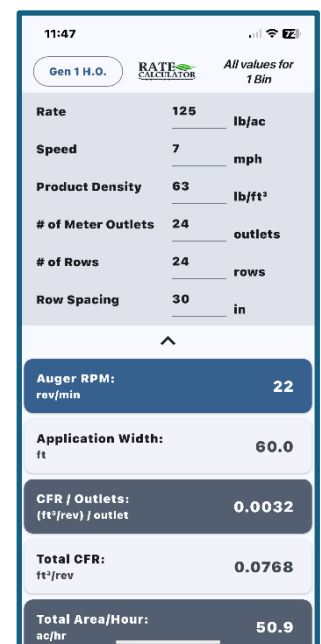 11:47
72
Gen 1 H.O.
RATE
CALCULATOR
All values for
1 Bin
Rate 125 lb/ac
Speed 7 mph
Product Density 63 lb/ft³
# of Meter Outlets 24 outlets
# of Rows 24 rows
Row Spacing 30 in
Auger RPM:
rev/min 22
Application Width:
ft 60.0
CFR / Outlets:
(ft³/rev) / outlet 0.0032
Total CFR:
ft³/rev 0.0768
Total Area/Hour:
ac/hr 50.9